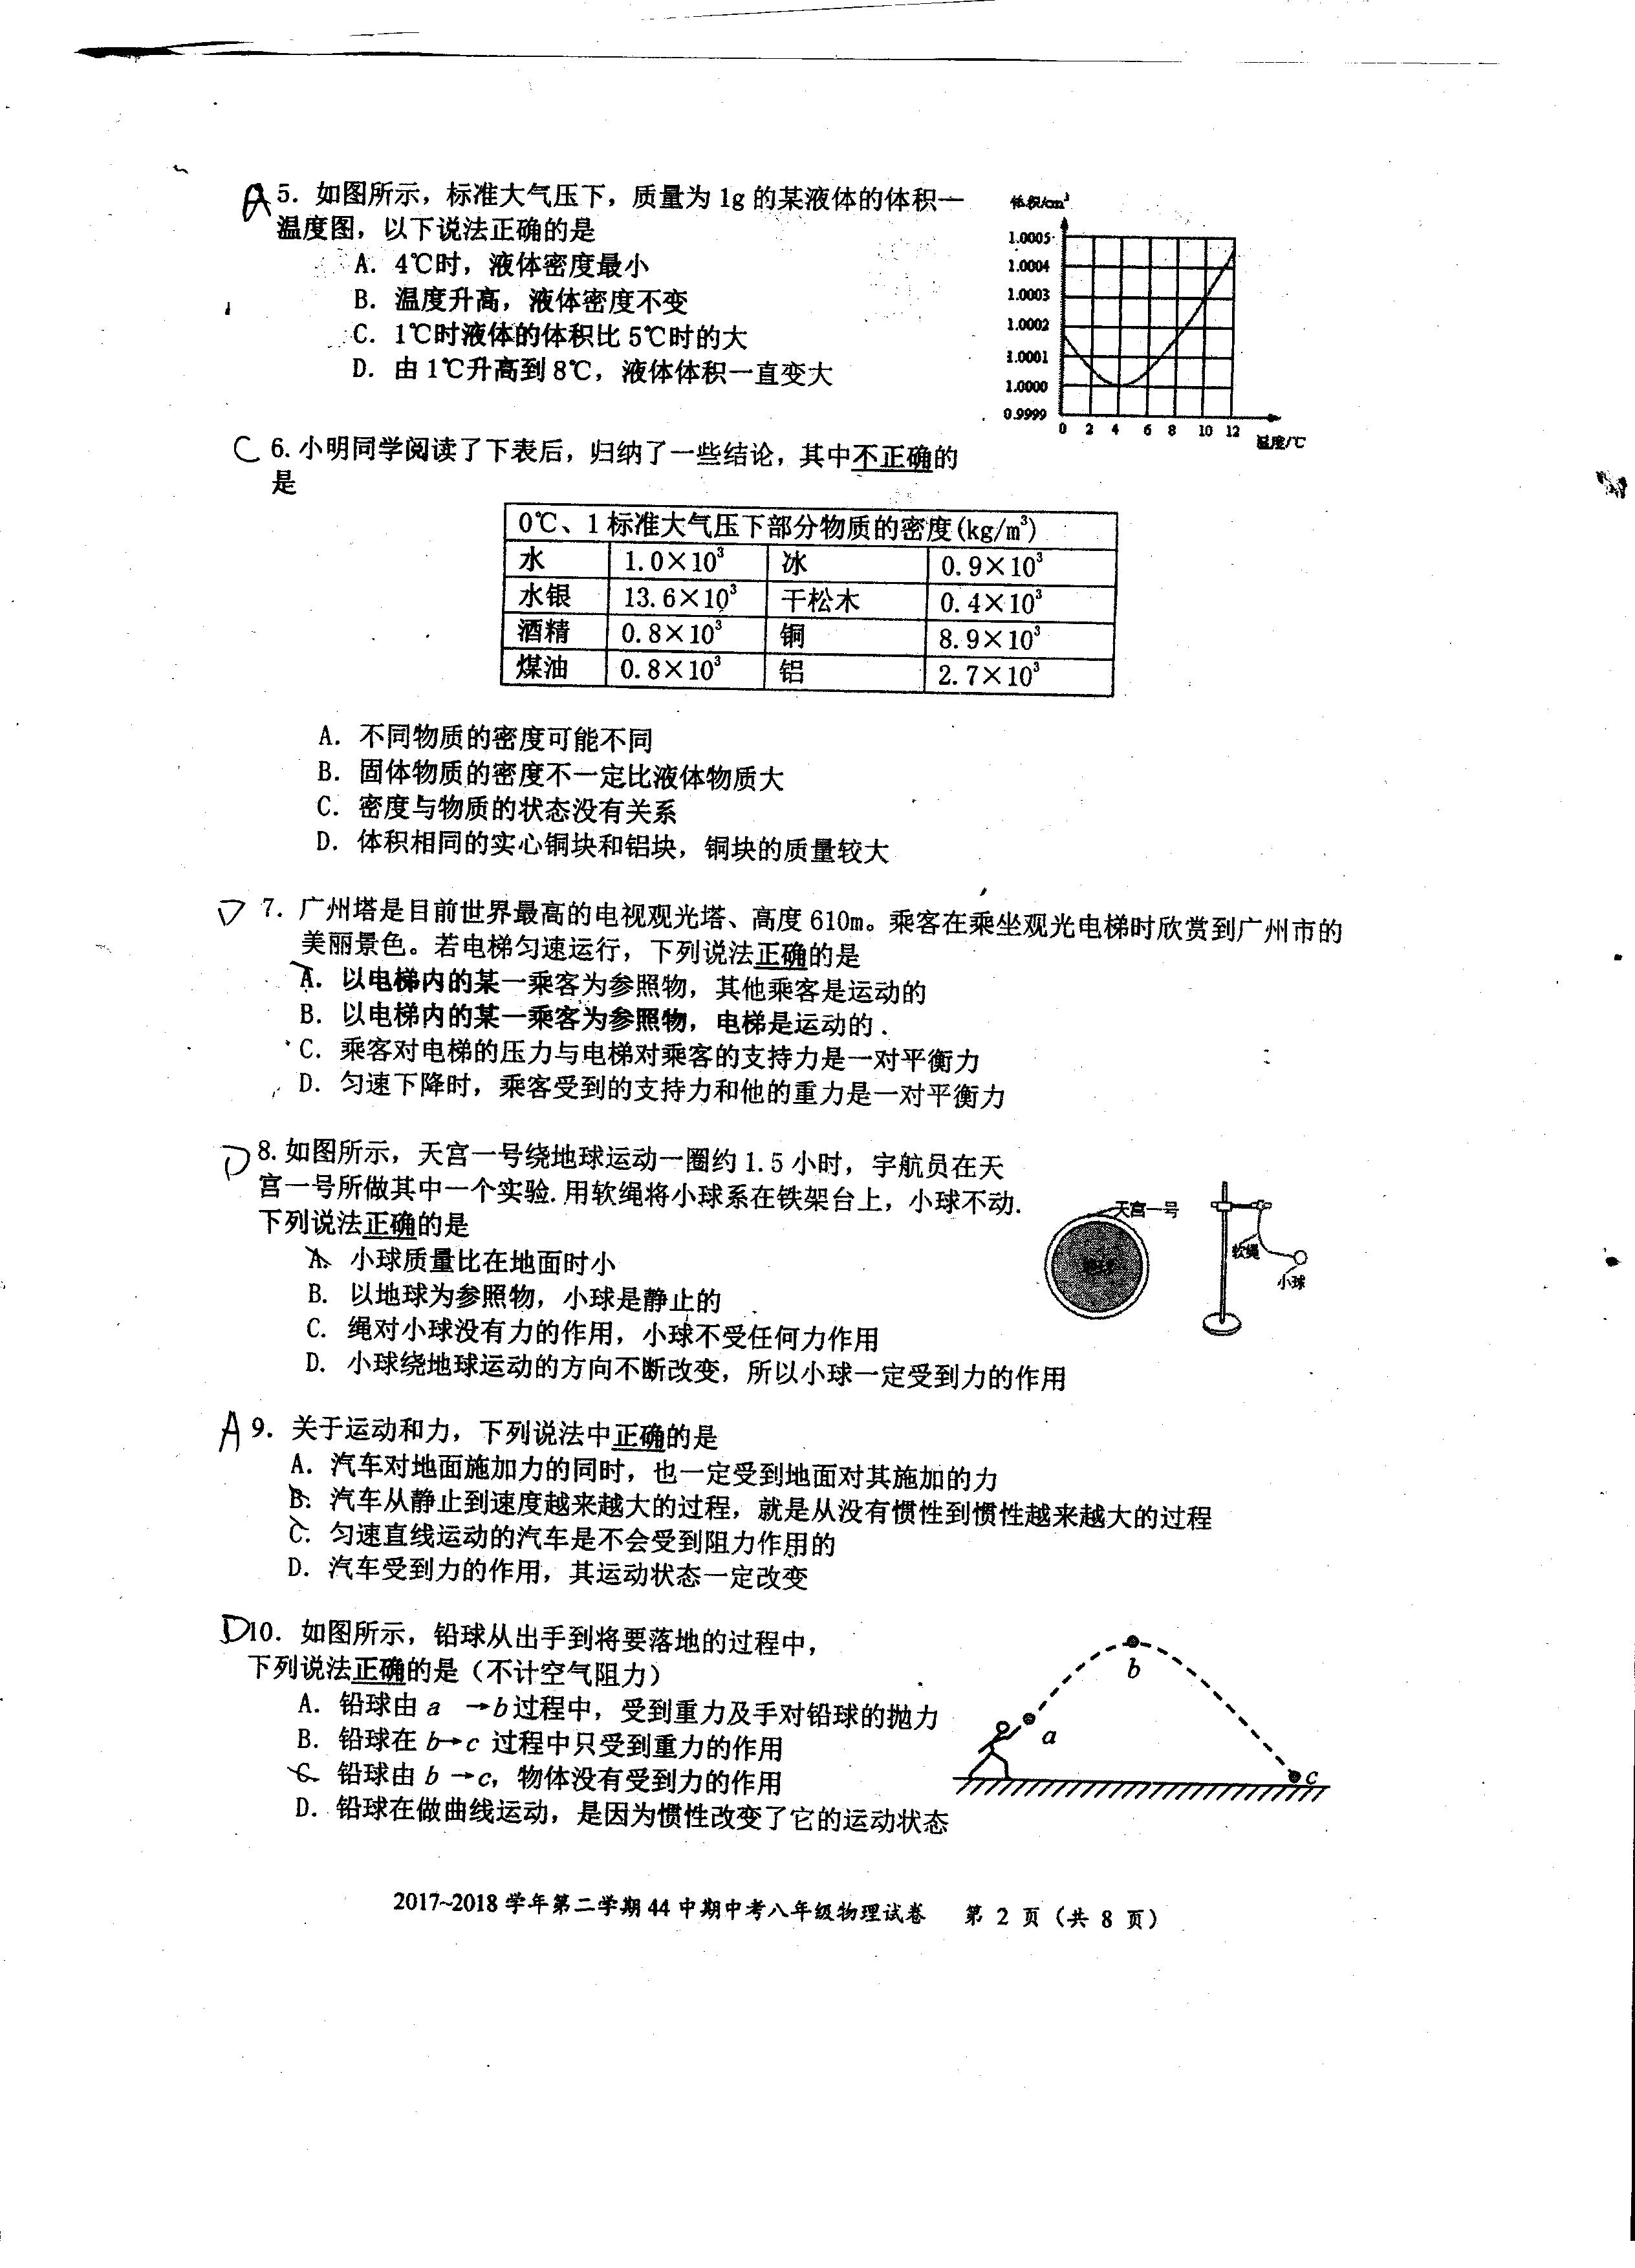 A 5. 如图所示，标准大气压下，质量为 1g 的某液体的体积一
温度图，以下说法正确的是
A. 4℃时，液体密度最小
B. 温度升高，液体密度不变
C. 1℃时液体的体积比 5℃时的大
D. 由 1℃升高到 8℃，液体体积一直变大
体积/cm³
1.0005
1.0004
1.0003
1.0002
1.0001
1.0000
0.9999
0 2 4 6 8 10 12
温度/℃
C 6. 小明同学阅读了下表后，归纳了一些结论，其中不正确的
是
0℃、1 标准大气压下部分物质的密度(kg/m³)
水 1.0×10³ 冰 0.9×10³
水银 13.6×10³ 干松木 0.4×10³
酒精 0.8×10³ 铜 8.9×10³
煤油 0.8×10³ 铝 2.7×10³
A. 不同物质的密度可能不同
B. 固体物质的密度不一定比液体物质大
C. 密度与物质的状态没有关系
D. 体积相同的实心铜块和铝块，铜块的质量较大
D 7. 广州塔是目前世界最高的电视观光塔、高度 610m。乘客在乘坐观光电梯时欣赏到广州市的
美丽景色。若电梯匀速运行，下列说法正确的是
A. 以电梯内的某一乘客为参照物，其他乘客是运动的
B. 以电梯内的某一乘客为参照物，电梯是运动的.
C. 乘客对电梯的压力与电梯对乘客的支持力是一对平衡力
D. 匀速下降时，乘客受到的支持力和他的重力是一对平衡力
D 8. 如图所示，天宫一号绕地球运动一圈约 1.5 小时，宇航员在天
宫一号所做其中一个实验. 用软绳将小球系在铁架台上，小球不动.
下列说法正确的是
A. 小球质量比在地面时小
B. 以地球为参照物，小球是静止的
C. 绳对小球没有力的作用，小球不受任何力作用
D. 小球绕地球运动的方向不断改变，所以小球一定受到力的作用
天宫一号
地球
软绳
小球
A 9. 关于运动和力，下列说法中正确的是
A. 汽车对地面施加力的同时，也一定受到地面对其施加的力
B. 汽车从静止到速度越来越大的过程，就是从没有惯性到惯性越来越大的过程
C. 匀速直线运动的汽车是不会受到阻力作用的
D. 汽车受到力的作用，其运动状态一定改变
D 10. 如图所示，铅球从出手到将要落地的过程中，
下列说法正确的是（不计空气阻力）
A. 铅球由 a →b 过程中，受到重力及手对铅球的抛力
B. 铅球在 b→c 过程中只受到重力的作用
C. 铅球由 b →c，物体没有受到力的作用
D. 铅球在做曲线运动，是因为惯性改变了它的运动状态
a
b
c
2017~2018 学年第二学期 44 中期中考八年级物理试卷 第 2 页（共 8 页）